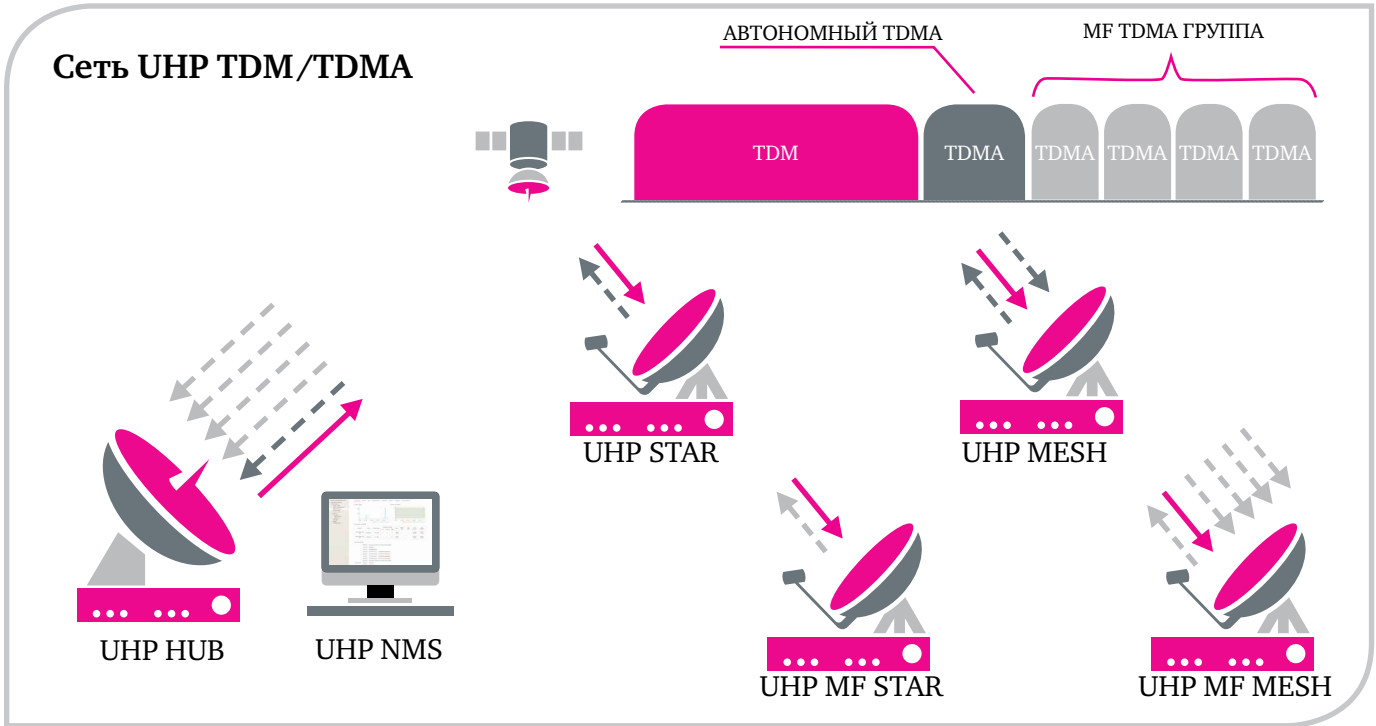 Сеть UHP TDM/TDMA
АВТОНОМНЫЙ TDMA
MF TDMA ГРУППА
TDM
TDMA
TDMA
TDMA
TDMA
TDMA
UHP STAR
UHP MESH
UHP HUB
UHP NMS
UHP MF STAR
UHP MF MESH